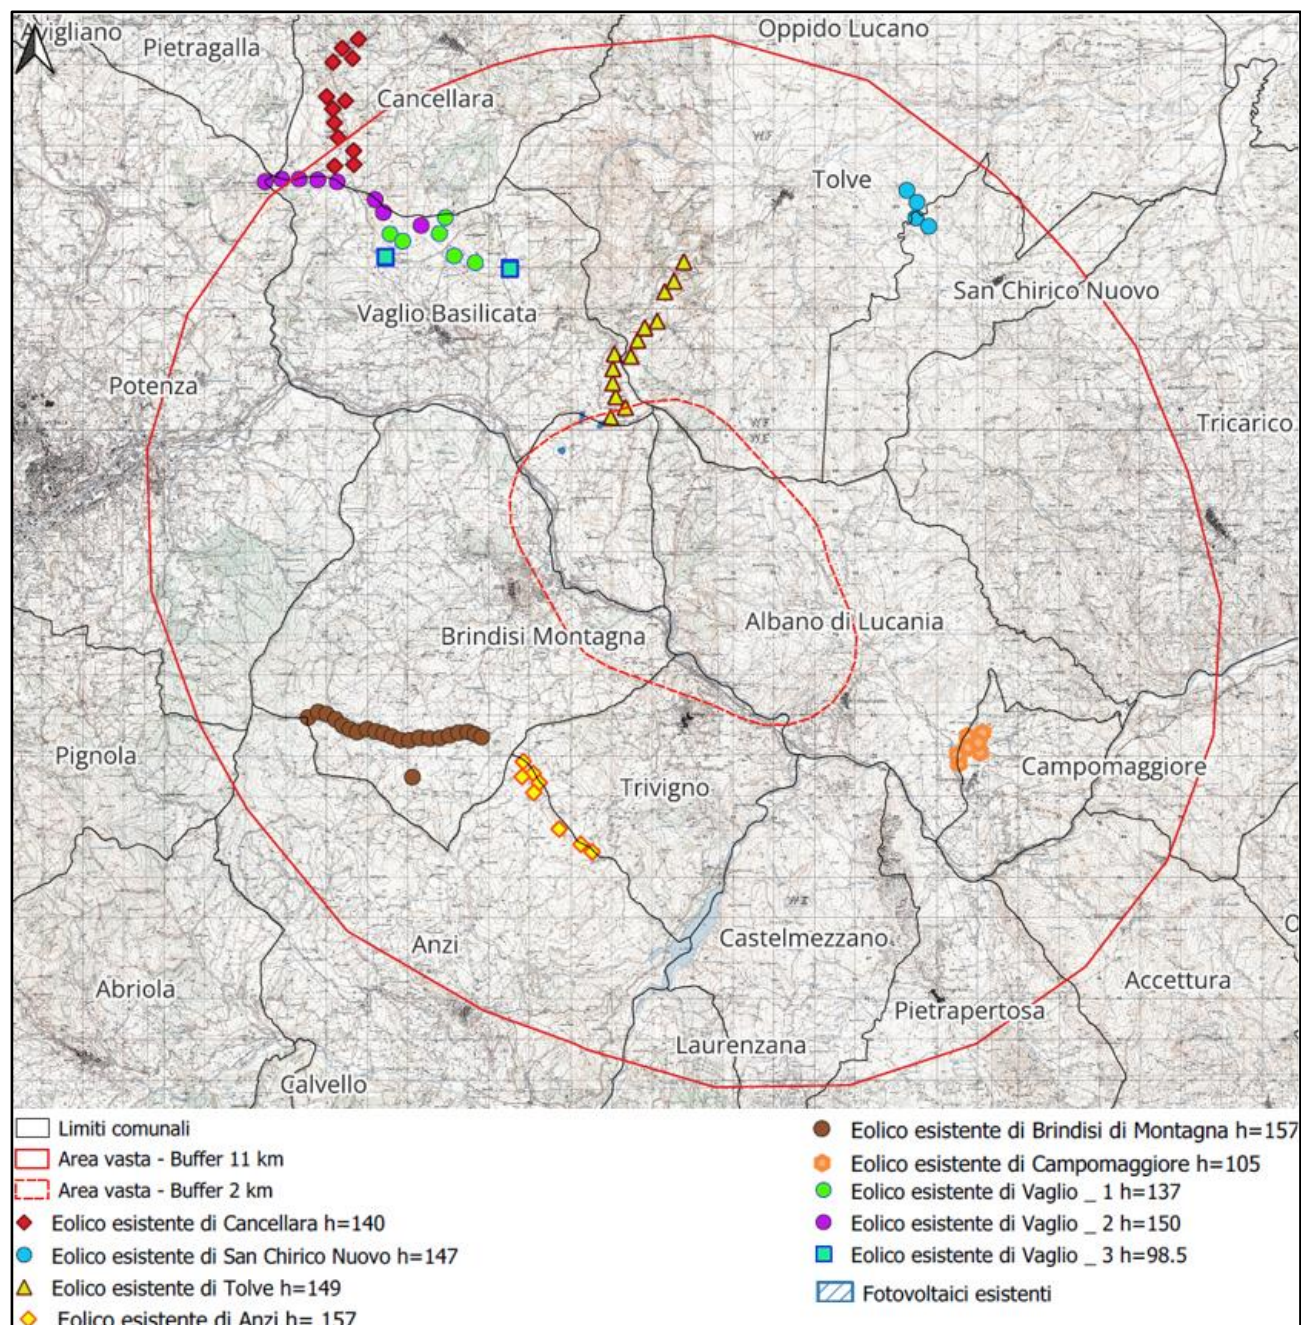 Avigliano
Pietragalla
Oppido Lucano
Cancellara
Tolve
San Chirico Nuovo
Vaglio Basilicata
Potenza
Tricarico
Albano di Lucania
Brindisi Montagna
Pignola
Campomaggiore
Trivigno
Castelmezzano
Anzi
Accettura
Abriola
Pietrapertosa
Laurenzana
Calvello
Limiti comunali
Area vasta - Buffer 11 km
Area vasta - Buffer 2 km
Eolico esistente di Cancellara h=140
Eolico esistente di San Chirico Nuovo h=147
Eolico esistente di Tolve h=149
Eolico esistente di Anzi h= 157
Eolico esistente di Brindisi di Montagna h=157
Eolico esistente di Campomaggiore h=105
Eolico esistente di Vaglio _ 1 h=137
Eolico esistente di Vaglio _ 2 h=150
Eolico esistente di Vaglio _ 3 h=98.5
Fotovoltaici esistenti